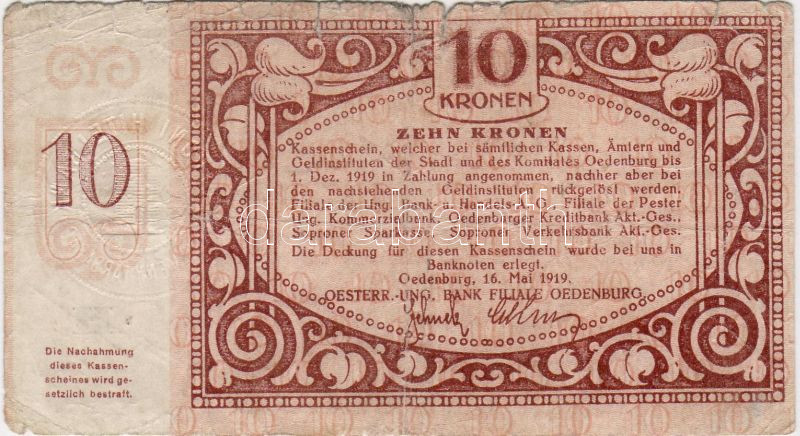 10
KRONEN
ZEHN KRONEN
Kassenschein, welcher bei sämtlichen Kassen, Ämtern und
Geldinstituten der Stadt und des Komitates Oedenburg bis
1. Dez. 1919 in Zahlung angenommen, nachher aber bei
den nachstehenden Geldinstituten rückgelöst werden.
Filiale der Ung. Bank- u. Handels A.-G., Filiale der Pester
Ung. Kommerzialbank, Oedenburger Kreditbank Akt.-Ges.,
Soproner Sparkasse, Soproner Verkehrsbank Akt.-Ges.
Die Deckung für diesen Kassenschein wurde bei uns in
Banknoten erlegt.
Oedenburg, 16. Mai 1919.
OESTERR.-UNG. BANK FILIALE OEDENBURG
10
Die Nachahmung
dieses Kassen-
scheines wird ge-
setzlich bestraft.
darabanth